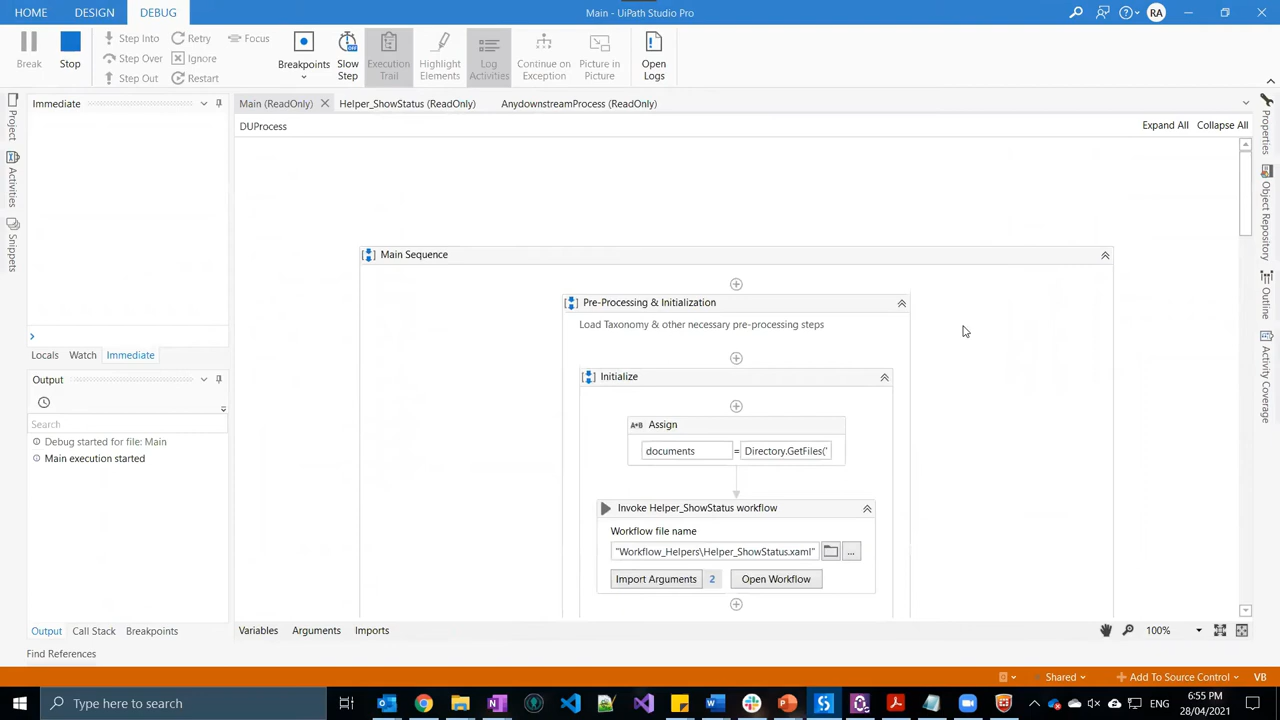 HOME DESIGN DEBUG Main - UiPath Studio Pro RA
Break Stop Step Into Retry Focus Breakpoints Slow Step Execution Trail Highlight Elements Log Activities Continue on Exception Picture in Picture Open Logs
Step Over Ignore
Step Out Restart
Immediate Main (ReadOnly) Helper_ShowStatus (ReadOnly) AnydownstreamProcess (ReadOnly)
DUProcess Expand All Collapse All
Project
Activities
Snippets
Properties
Object Repository
Outline
Activity Coverage
Main Sequence
Pre-Processing & Initialization
Load Taxonomy & other necessary pre-processing steps
Initialize
A+B Assign
documents = Directory.GetFiles("
Invoke Helper_ShowStatus workflow
Workflow file name
"Workflow_Helpers\Helper_ShowStatus.xaml" ...
Import Arguments 2 Open Workflow
Locals Watch Immediate
Output
Search
Debug started for file: Main
Main execution started
Output Call Stack Breakpoints
Variables Arguments Imports 100%
Find References
0 Shared Add To Source Control VB
Type here to search
ENG
6:55 PM
28/04/2021